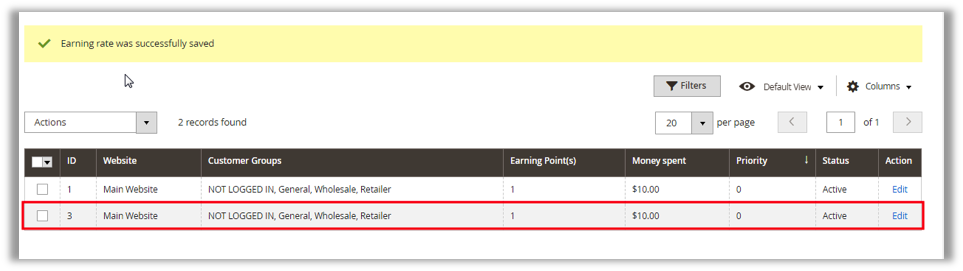 Earning rate was successfully saved
Filters Default View Columns
Actions 2 records found 20 per page 1 of 1
ID Website Customer Groups Earning Point(s) Money spent Priority ↓ Status Action
1 Main Website NOT LOGGED IN, General, Wholesale, Retailer 1 $10.00 0 Active Edit
3 Main Website NOT LOGGED IN, General, Wholesale, Retailer 1 $10.00 0 Active Edit